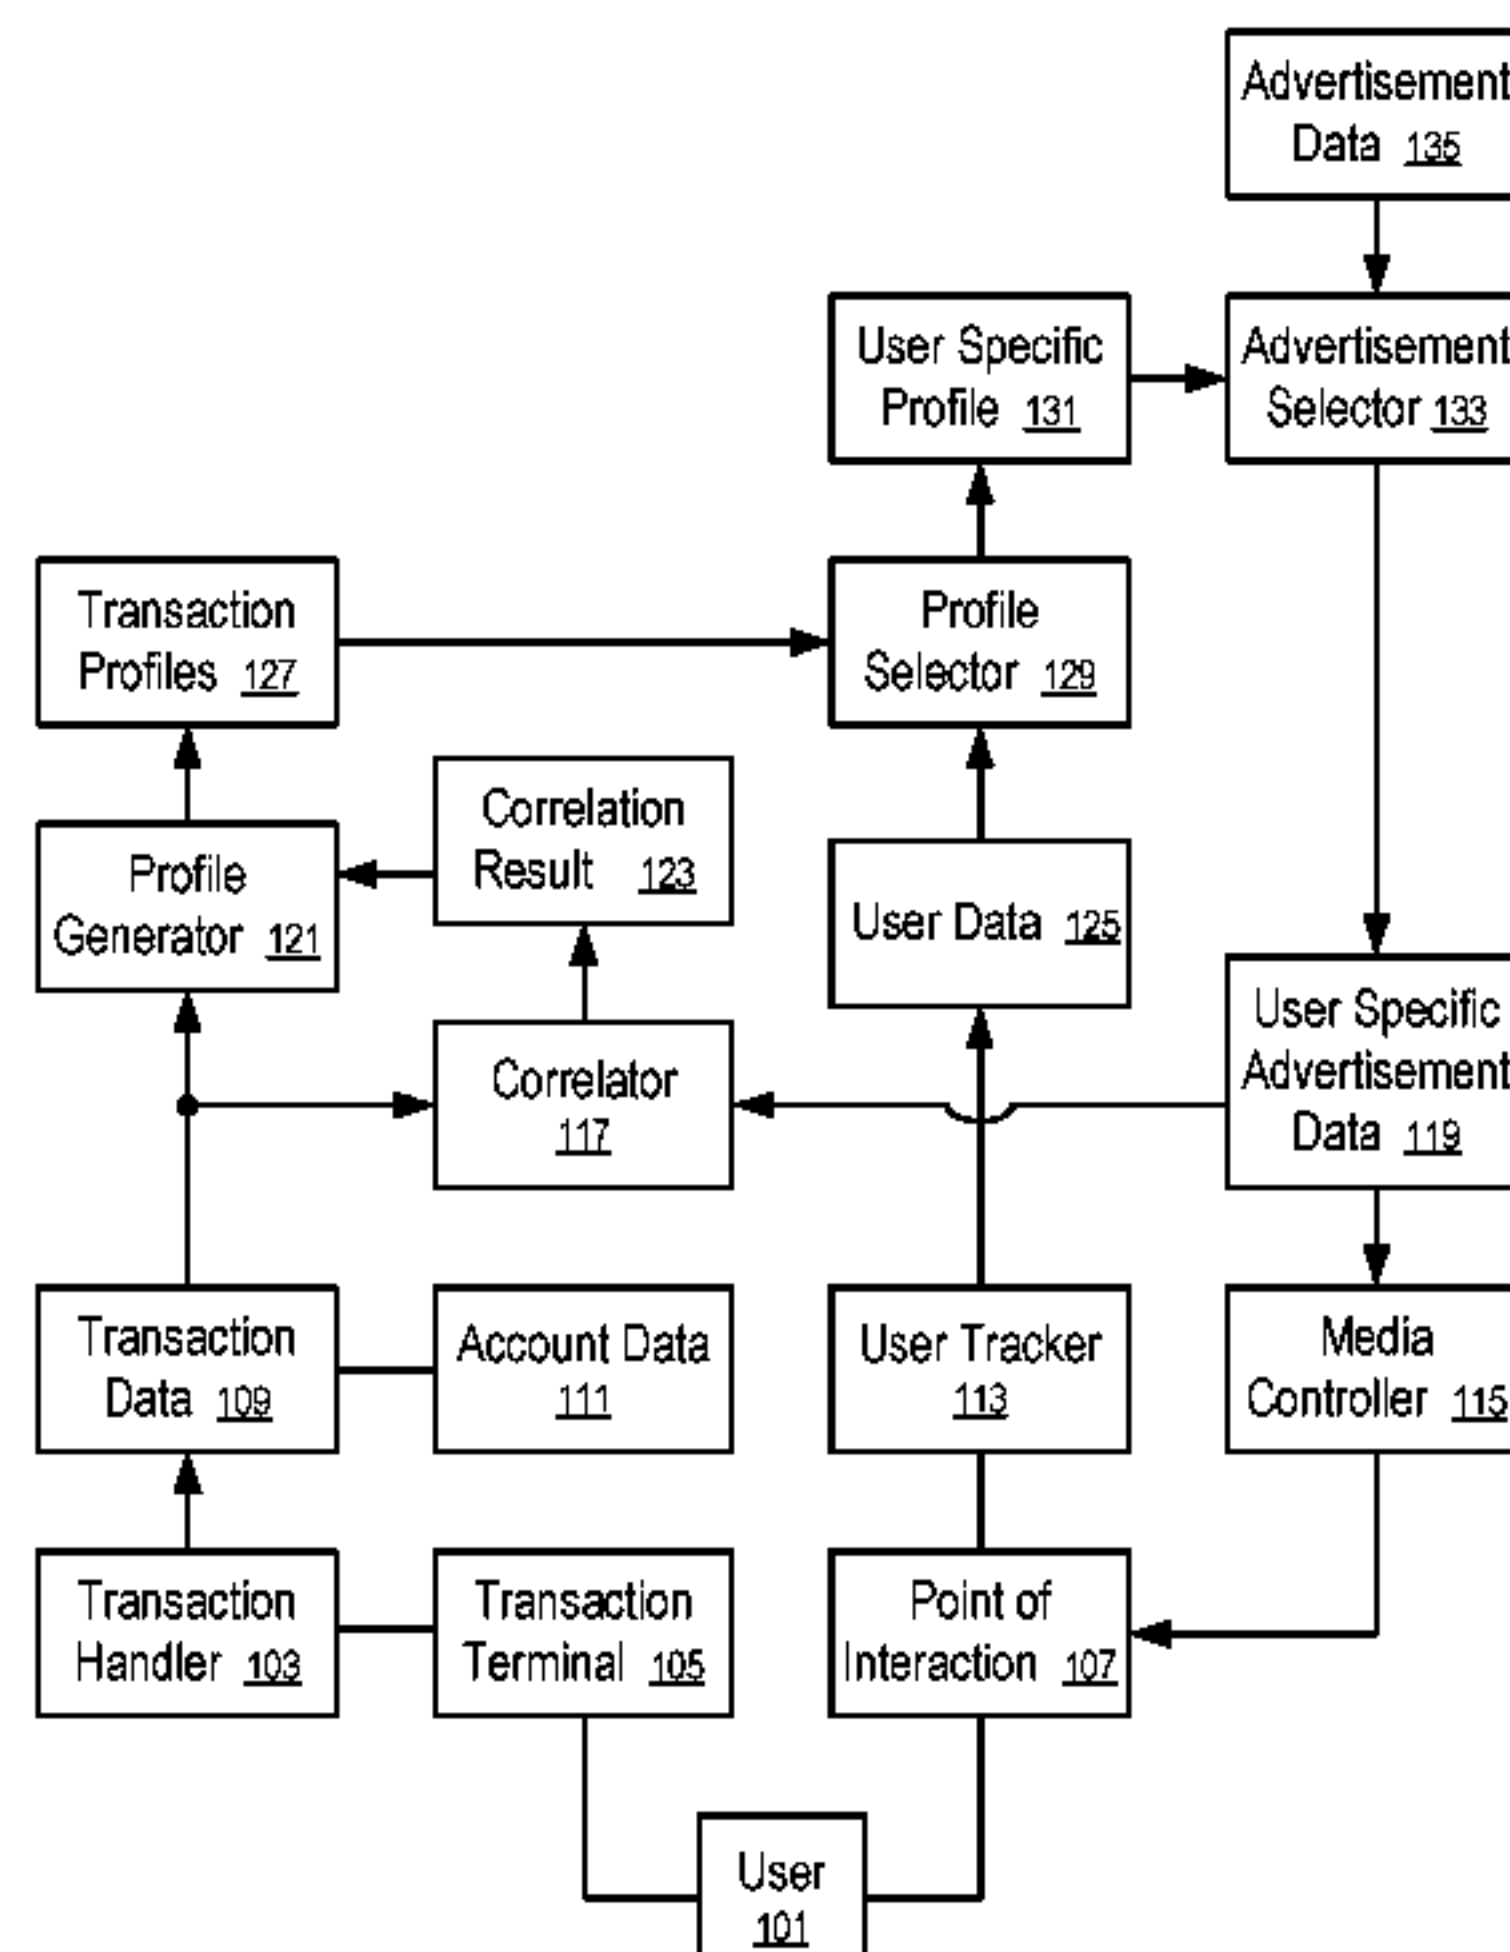 Advertisement
Data 135
User Specific
Profile 131
Advertisement
Selector 133
Transaction
Profiles 127
Profile
Selector 129
Correlation
Result 123
Profile
Generator 121
User Data 125
User Specific
Advertisement
Data 119
Correlator
117
Transaction
Data 109
Account Data
111
User Tracker
113
Media
Controller 115
Transaction
Handler 103
Transaction
Terminal 105
Point of
Interaction 107
User
101